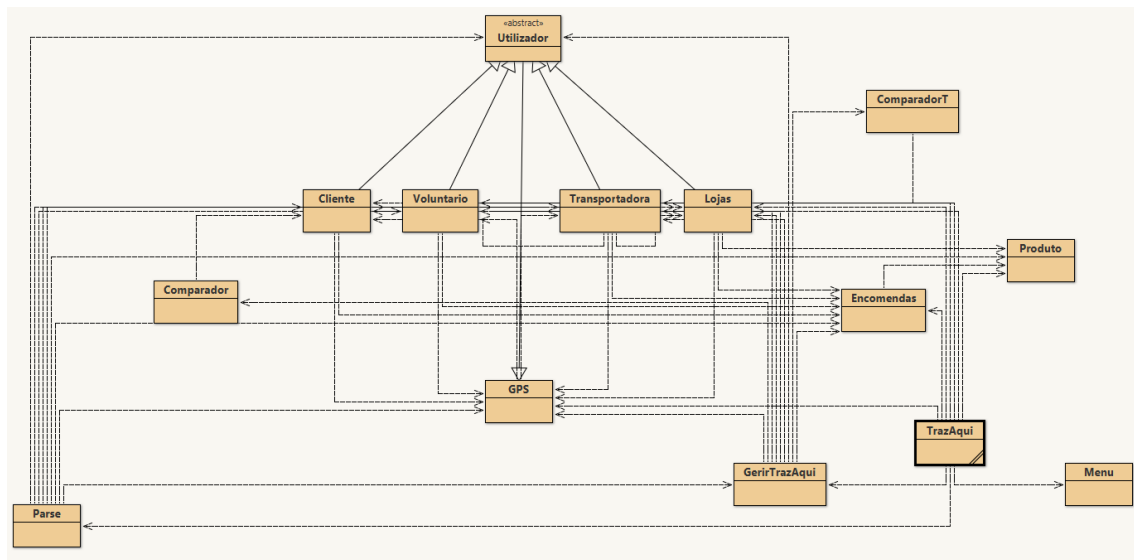 «abstract»
Utilizador
ComparadorT
Cliente
Voluntario
Transportadora
Lojas
Produto
Comparador
Encomendas
GPS
TrazAqui
GerirTrazAqui
Menu
Parse